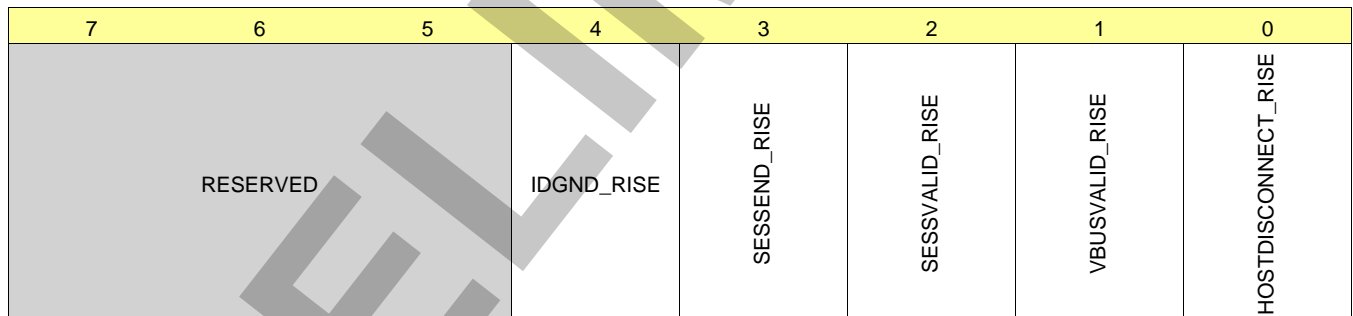 7 6 5 4 3 2 1 0
RESERVED IDGND_RISE SESSEND_RISE SESSVALID_RISE VBUSVALID_RISE HOSTDISCONNECT_RISE